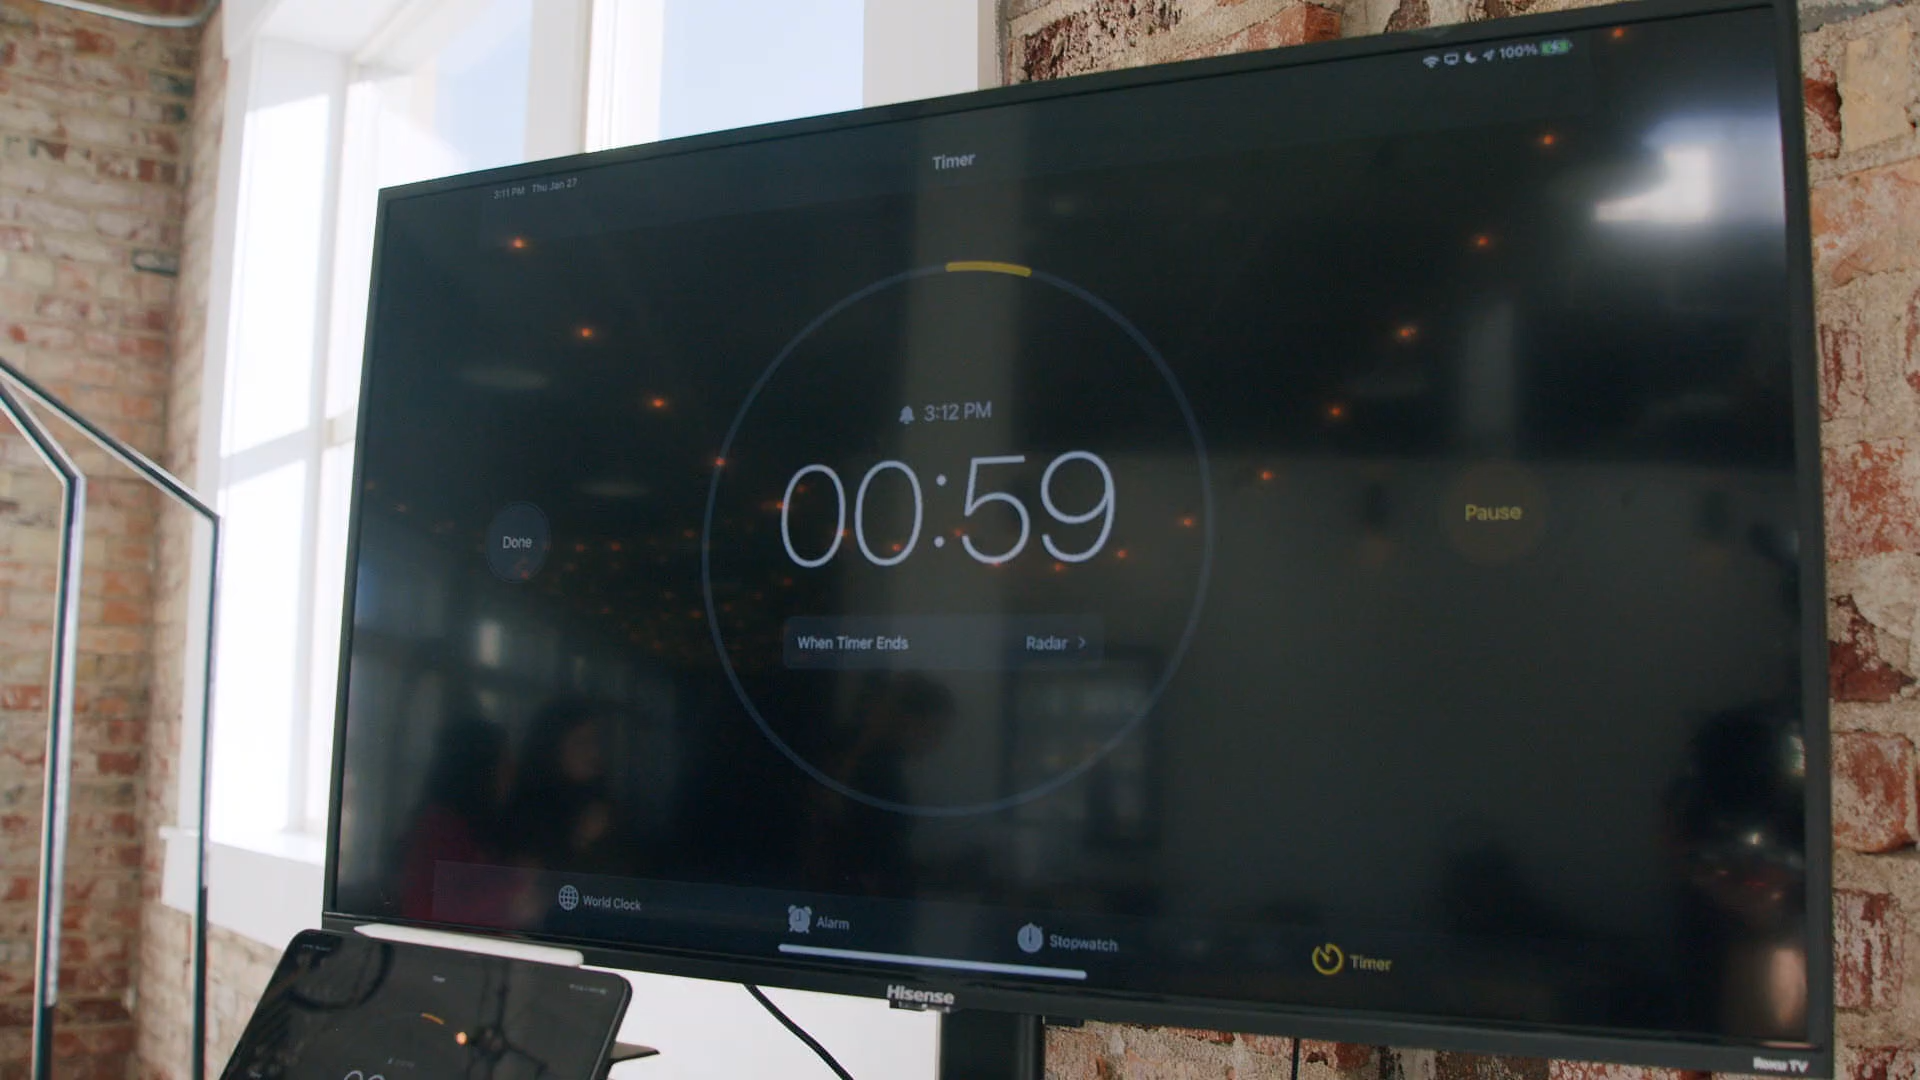 3:11 PM Thu Jan 27
Timer
100%
3:12 PM
00:59
Done
Pause
When Timer Ends
Radar >
World Clock
Alarm
Stopwatch
Timer
Hisense
Roku TV